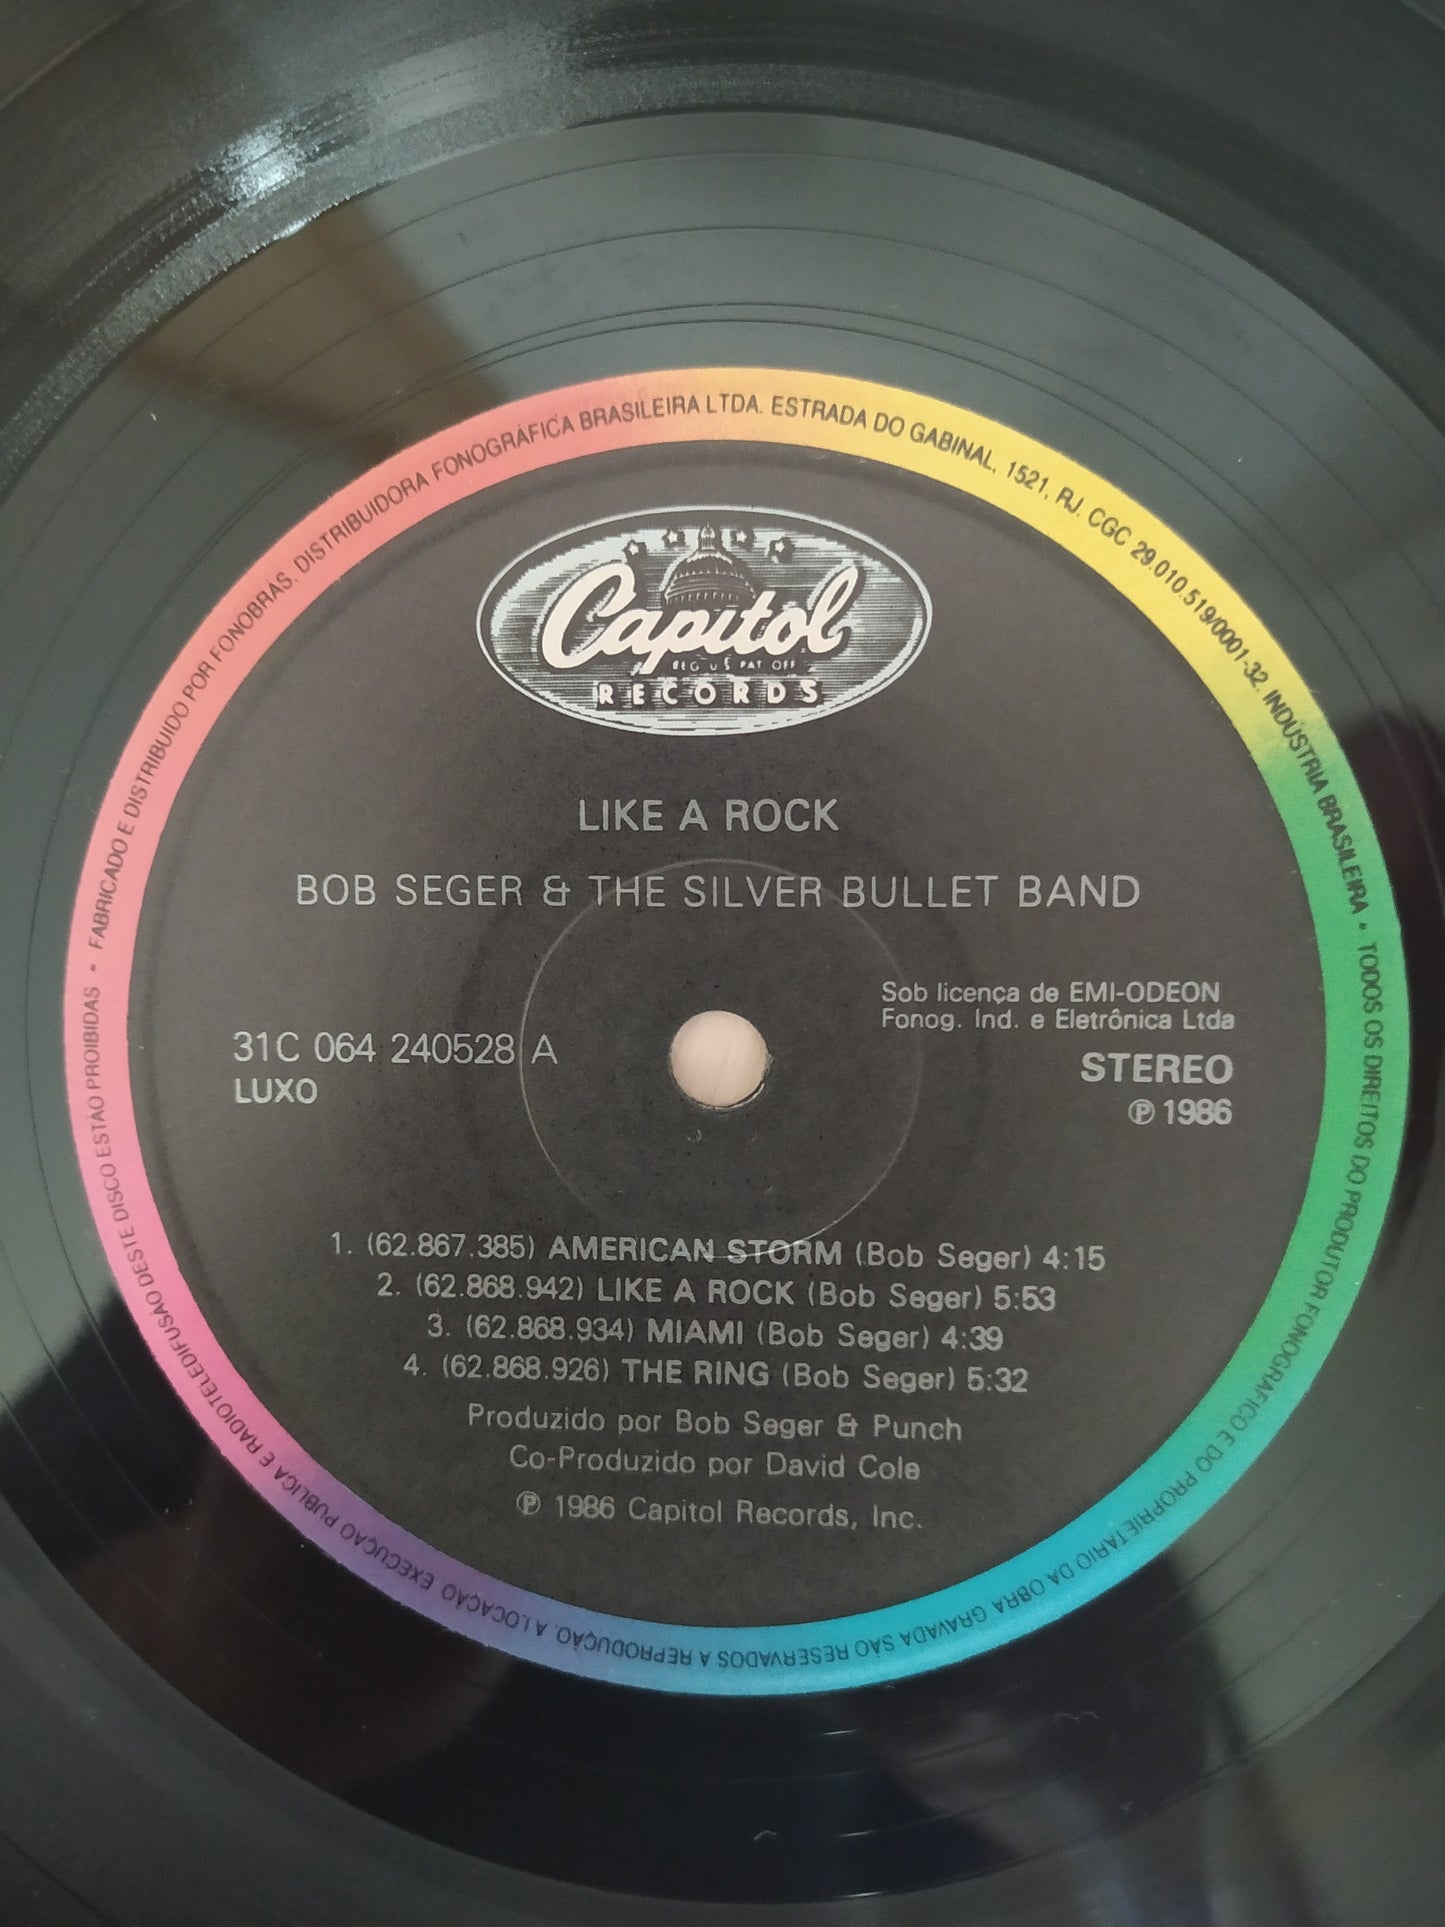 Capitol
REG U S PAT OFF
RECORDS
LIKE A ROCK
BOB SEGER & THE SILVER BULLET BAND
Sob licença de EMI-ODEON
Fonog. Ind. e Eletrônica Ltda
31C 064 240528 A
LUXO
STEREO
℗ 1986
1. (62.867.385) AMERICAN STORM (Bob Seger) 4:15
2. (62.868.942) LIKE A ROCK (Bob Seger) 5:53
3. (62.868.934) MIAMI (Bob Seger) 4:39
4. (62.868.926) THE RING (Bob Seger) 5:32
Produzido por Bob Seger & Punch
Co-Produzido por David Cole
℗ 1986 Capitol Records, Inc.
• FABRICADO E DISTRIBUIDO POR FONOBRÁS. DISTRIBUIDORA FONOGRÁFICA BRASILEIRA LTDA. ESTRADA DO GABINAL, 1521, RJ. CGC 29.010.519/0001-32. INDÚSTRIA BRASILEIRA • TODOS OS DIREITOS DO PRODUTOR FONOGRÁFICO E DO PROPRIETARIO DA OBRA GRAVADA SÃO RESERVADOS A REPRODUÇÃO. A LOCAÇÃO. EXECUÇÃO PUBLICA E RADIOTELEDIFUSÃO DESTE DISCO ESTÃO PROIBIDAS